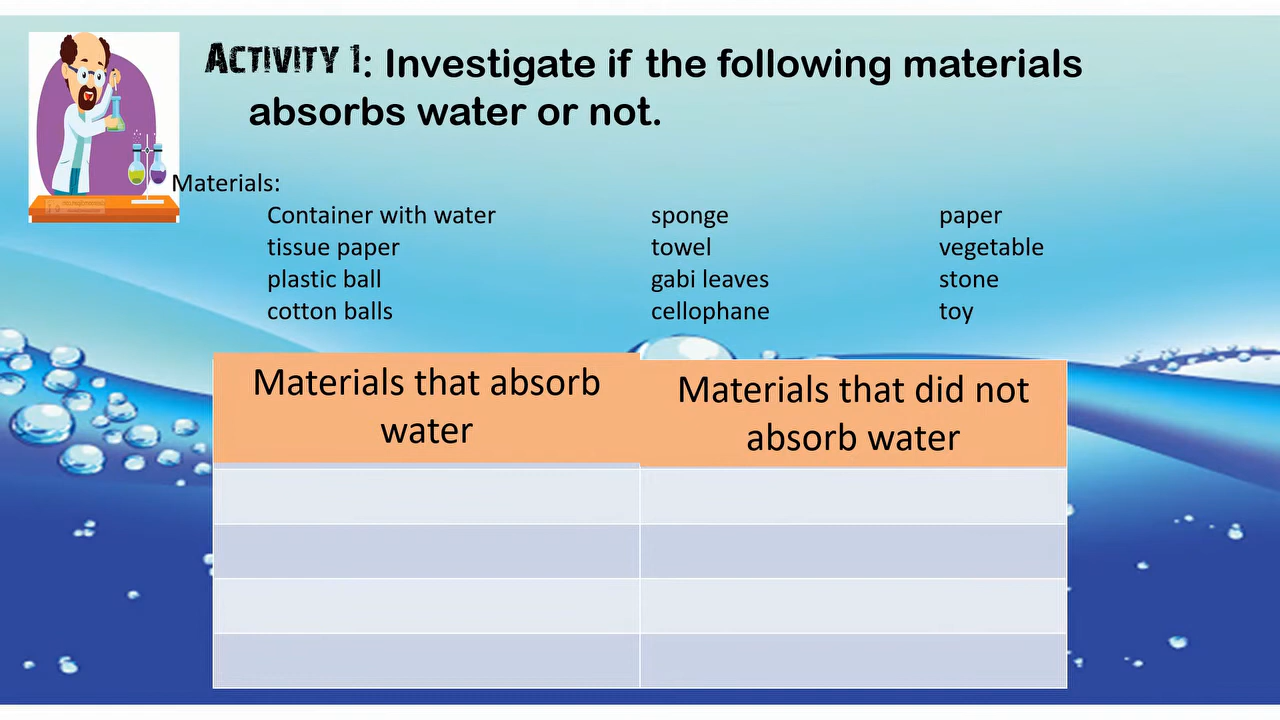 ACTIVITY 1: Investigate if the following materials
absorbs water or not.
Materials:
Container with water sponge paper
tissue paper towel vegetable
plastic ball gabi leaves stone
cotton balls cellophane toy
Materials that absorb
water
Materials that did not
absorb water